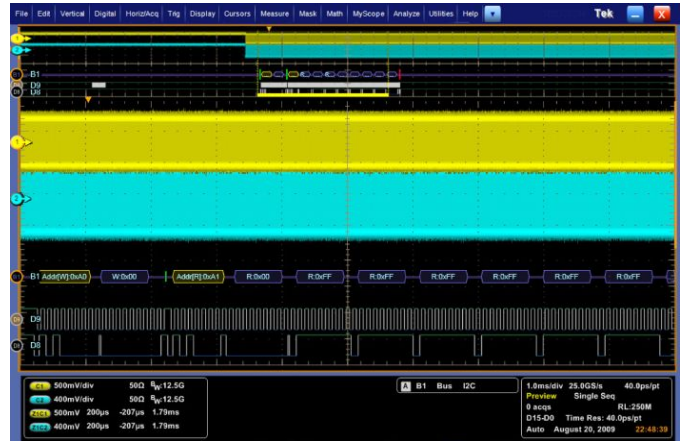 File Edit Vertical Digital Horiz/Acq Trig Display Cursors Measure Mask Math MyScope Analyze Utilities Help Tek X
1
2
B1
D9
D8
1
2
B1 Addr[W]:0xA0 W:0x00 Addr[R]:0xA1 R:0x00 R:0xFF R:0xFF R:0xFF R:0xFF R:0xFF R:0xFF
D9
D8
C1 500mV/div 50Ω BW:12.5G
C2 400mV/div 50Ω BW:12.5G
Z1C1 500mV 200µs -207µs 1.79ms
Z1C2 400mV 200µs -207µs 1.79ms
A B1 Bus I2C
1.0ms/div 25.0GS/s 40.0ps/pt
Preview Single Seq
0 acqs RL:250M
D15-D0 Time Res: 40.0ps/pt
Auto August 20, 2009 22:48:39